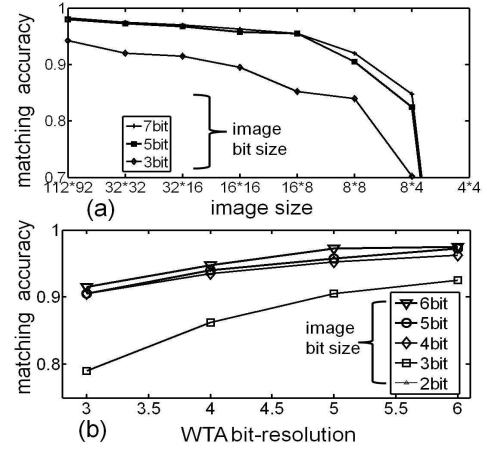 1
0.9
0.8
0.7
matching accuracy
7bit
5bit
3bit
image
bit size
112*92 32*32 32*16 16*16 16*8 8*8 8*4 4*4
(a) image size
1
0.9
0.8
matching accuracy
image
bit size
6bit
5bit
4bit
3bit
2bit
3 3.5 4 4.5 5 5.5 6
(b) WTA bit-resolution